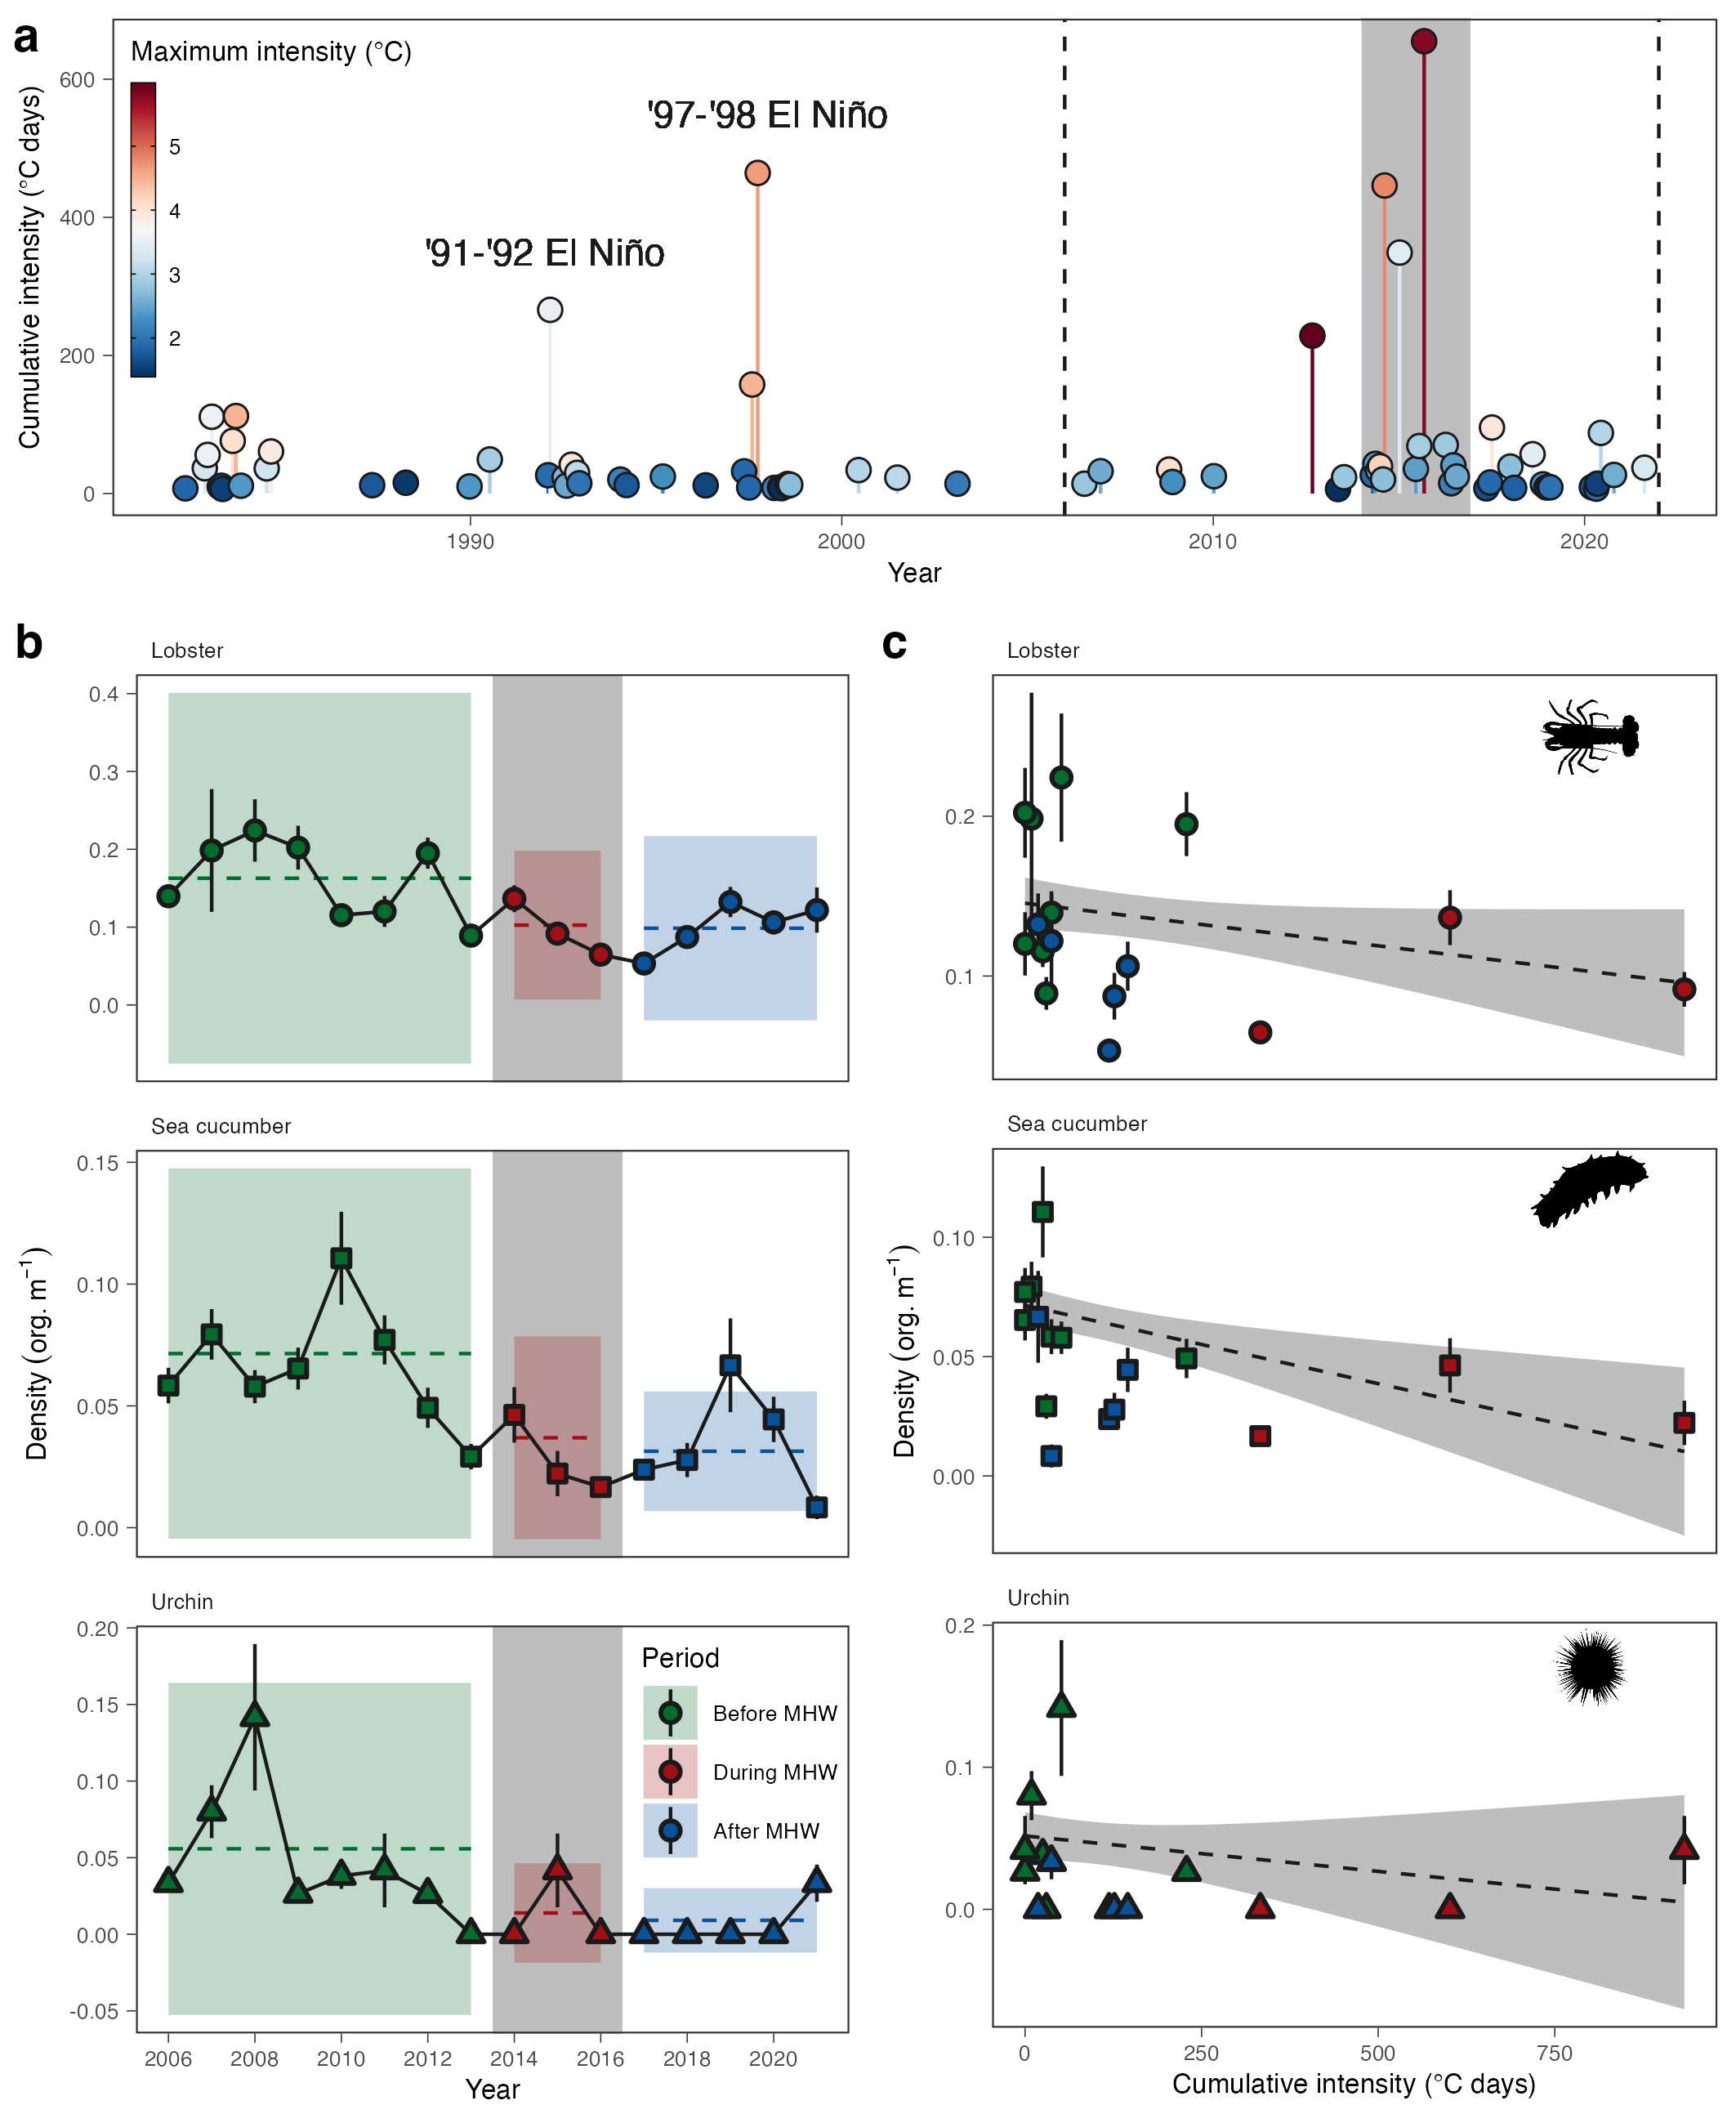 a
Maximum intensity (°C)
5
4
3
2
'97-'98 El Niño
'91-'92 El Niño
Cumulative intensity (°C days)
600
400
200
0
1990 2000 2010 2020
Year
b
Lobster
0.4
0.3
0.2
0.1
0.0
Sea cucumber
0.15
0.10
0.05
0.00
Density (org. m⁻¹)
Urchin
0.20
0.15
0.10
0.05
0.00
-0.05
Period
Before MHW
During MHW
After MHW
2006 2008 2010 2012 2014 2016 2018 2020
Year
c
Lobster
0.2
0.1
Sea cucumber
0.10
0.05
0.00
Density (org. m⁻¹)
Urchin
0.2
0.1
0.0
0 250 500 750
Cumulative intensity (°C days)